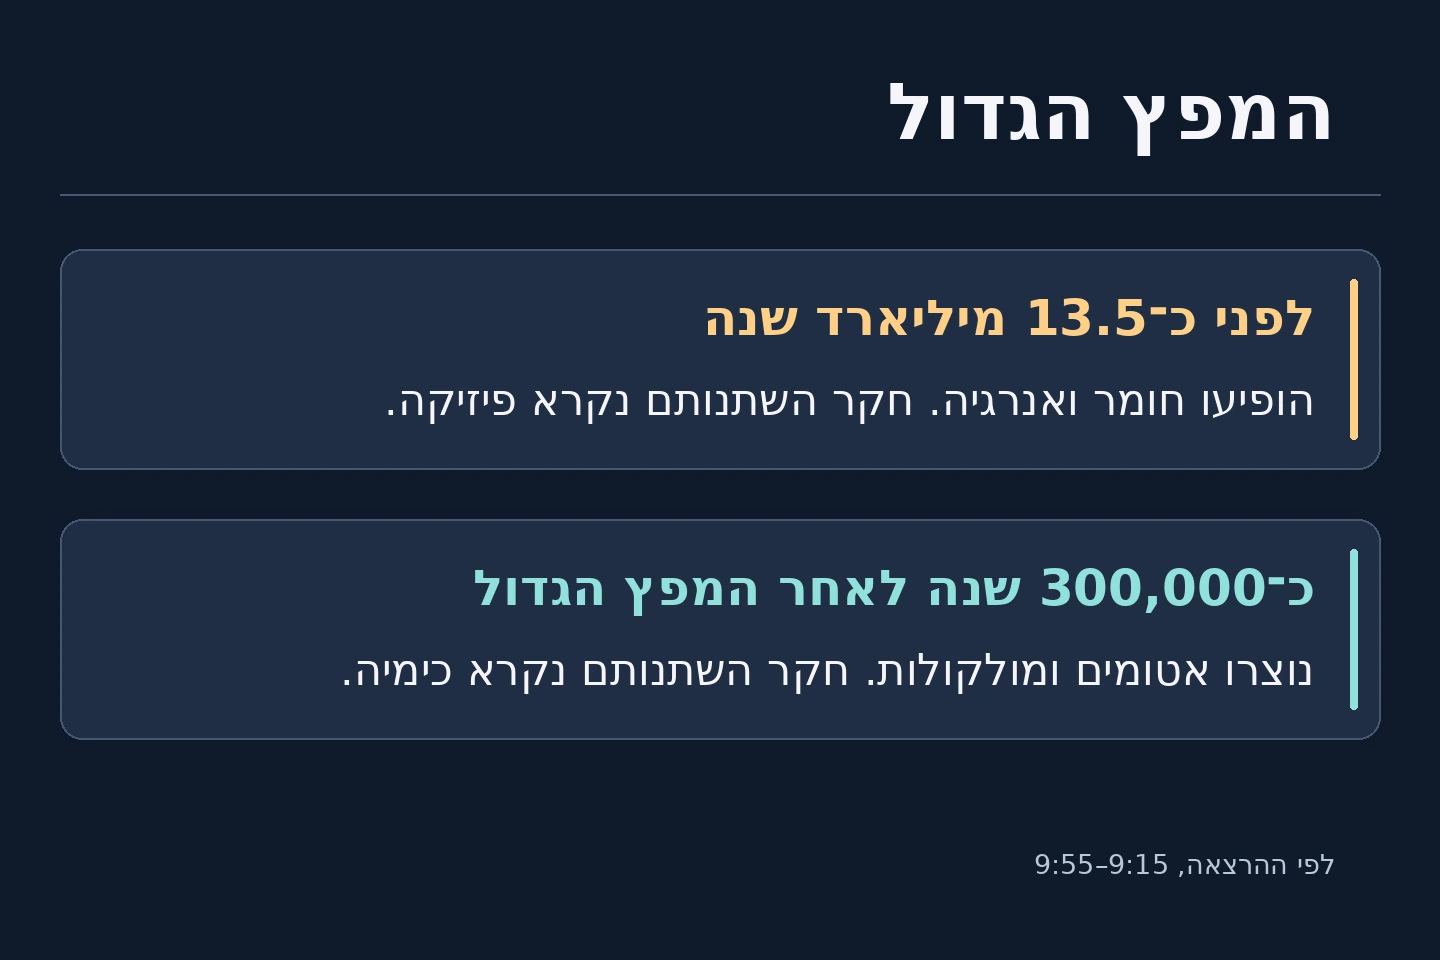 המפץ הגדול
לפני כ־13.5 מיליארד שנה
הופיעו חומר ואנרגיה. חקר השתנותם נקרא פיזיקה.
כ־300,000 שנה לאחר המפץ הגדול
נוצרו אטומים ומולקולות. חקר השתנותם נקרא כימיה.
לפי ההרצאה, 9:15–9:55